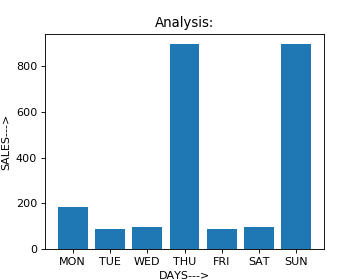 Analysis:
SALES--->
800
600
400
200
0
MON TUE WED THU FRI SAT SUN
DAYS--->